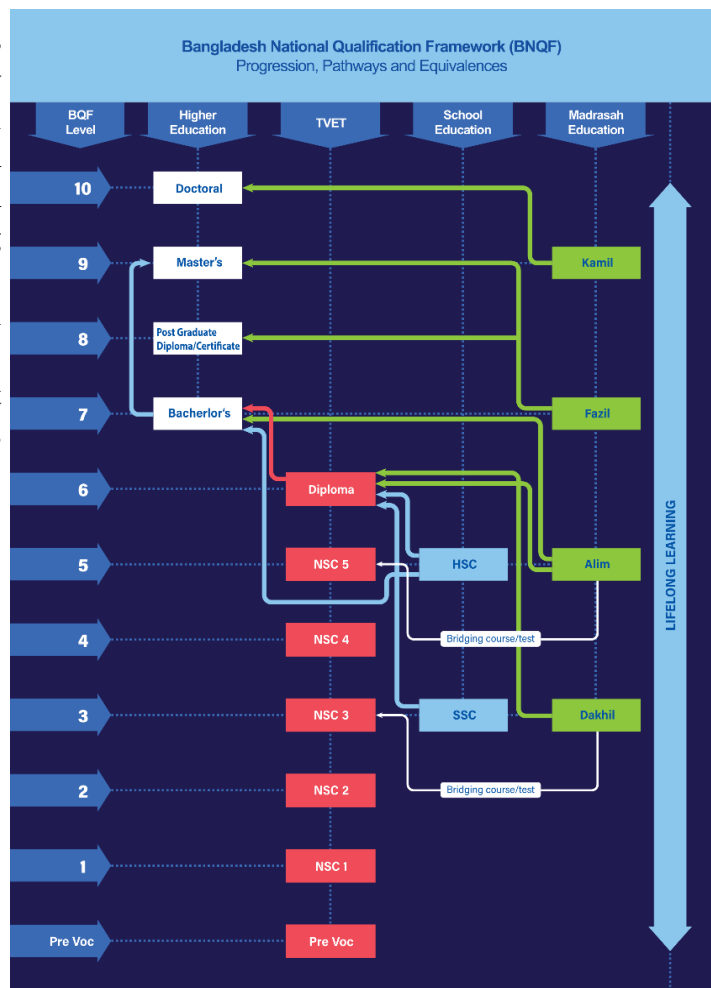 Bangladesh National Qualification Framework (BNQF)
Progression, Pathways and Equivalences
BQF
Level
Higher
Education
TVET
School
Education
Madrasah
Education
10
Doctoral
9
Master's
Kamil
8
Post Graduate
Diploma/Certificate
7
Bacherlor's
Fazil
6
Diploma
5
NSC 5
HSC
Alim
4
NSC 4
Bridging course/test
3
NSC 3
SSC
Dakhil
2
NSC 2
Bridging course/test
1
NSC 1
Pre Voc
Pre Voc
LIFELONG LEARNING